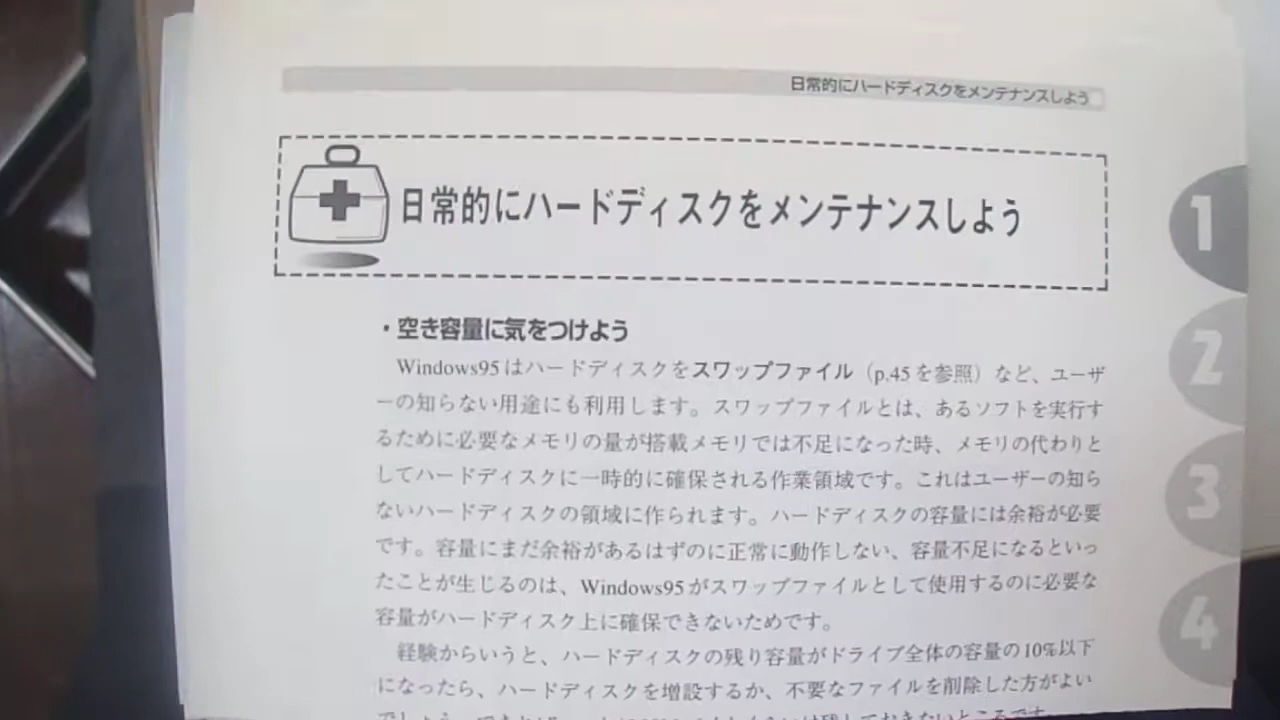 日常的にハードディスクをメンテナンスしよう
日常的にハードディスクをメンテナンスしよう
1
・空き容量に気をつけよう
Windows95はハードディスクをスワップファイル（p.45を参照）など、ユーザ
ーの知らない用途にも利用します。スワップファイルとは、あるソフトを実行す
るために必要なメモリの量が搭載メモリでは不足になった時、メモリの代わりと
してハードディスクに一時的に確保される作業領域です。これはユーザーの知ら
ないハードディスクの領域に作られます。ハードディスクの容量には余裕が必要
です。容量にまだ余裕があるはずのに正常に動作しない、容量不足になるといっ
たことが生じるのは、Windows95がスワップファイルとして使用するのに必要な
容量がハードディスク上に確保できないためです。
経験からいうと、ハードディスクの残り容量がドライブ全体の容量の10%以下
になったら、ハードディスクを増設するか、不要なファイルを削除した方がよい
2
3
4